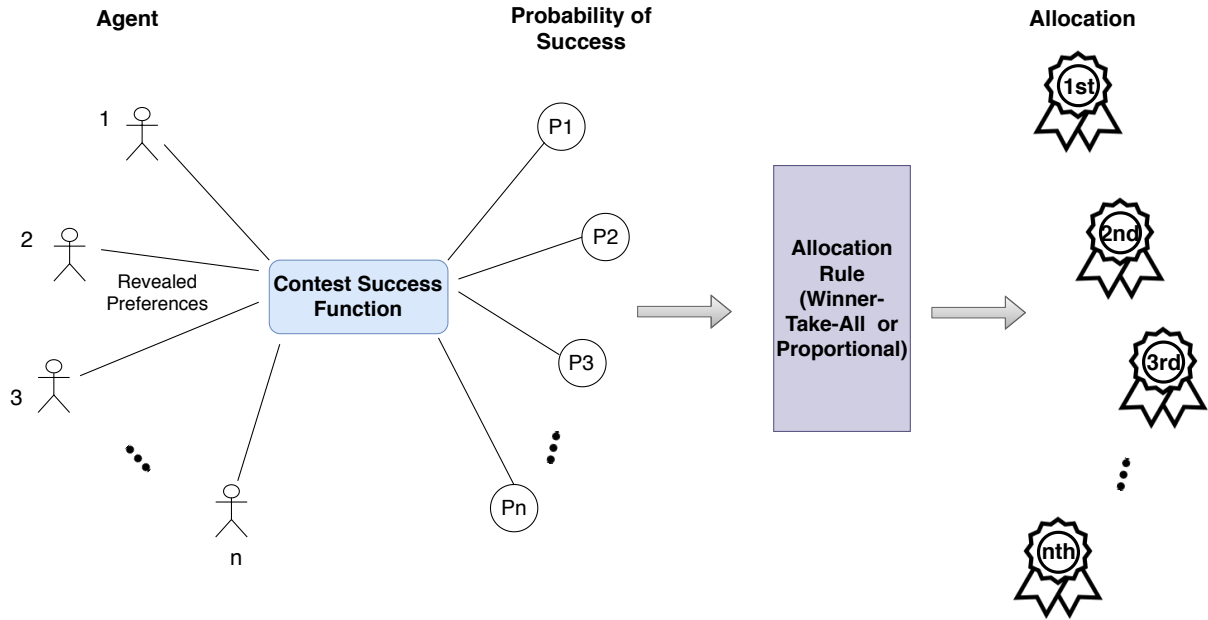 Agent
Probability of
Success
Allocation
1
2
3
n
Revealed
Preferences
Contest Success
Function
P1
P2
P3
Pn
Allocation
Rule
(Winner-
Take-All or
Proportional)
1st
2nd
3rd
nth